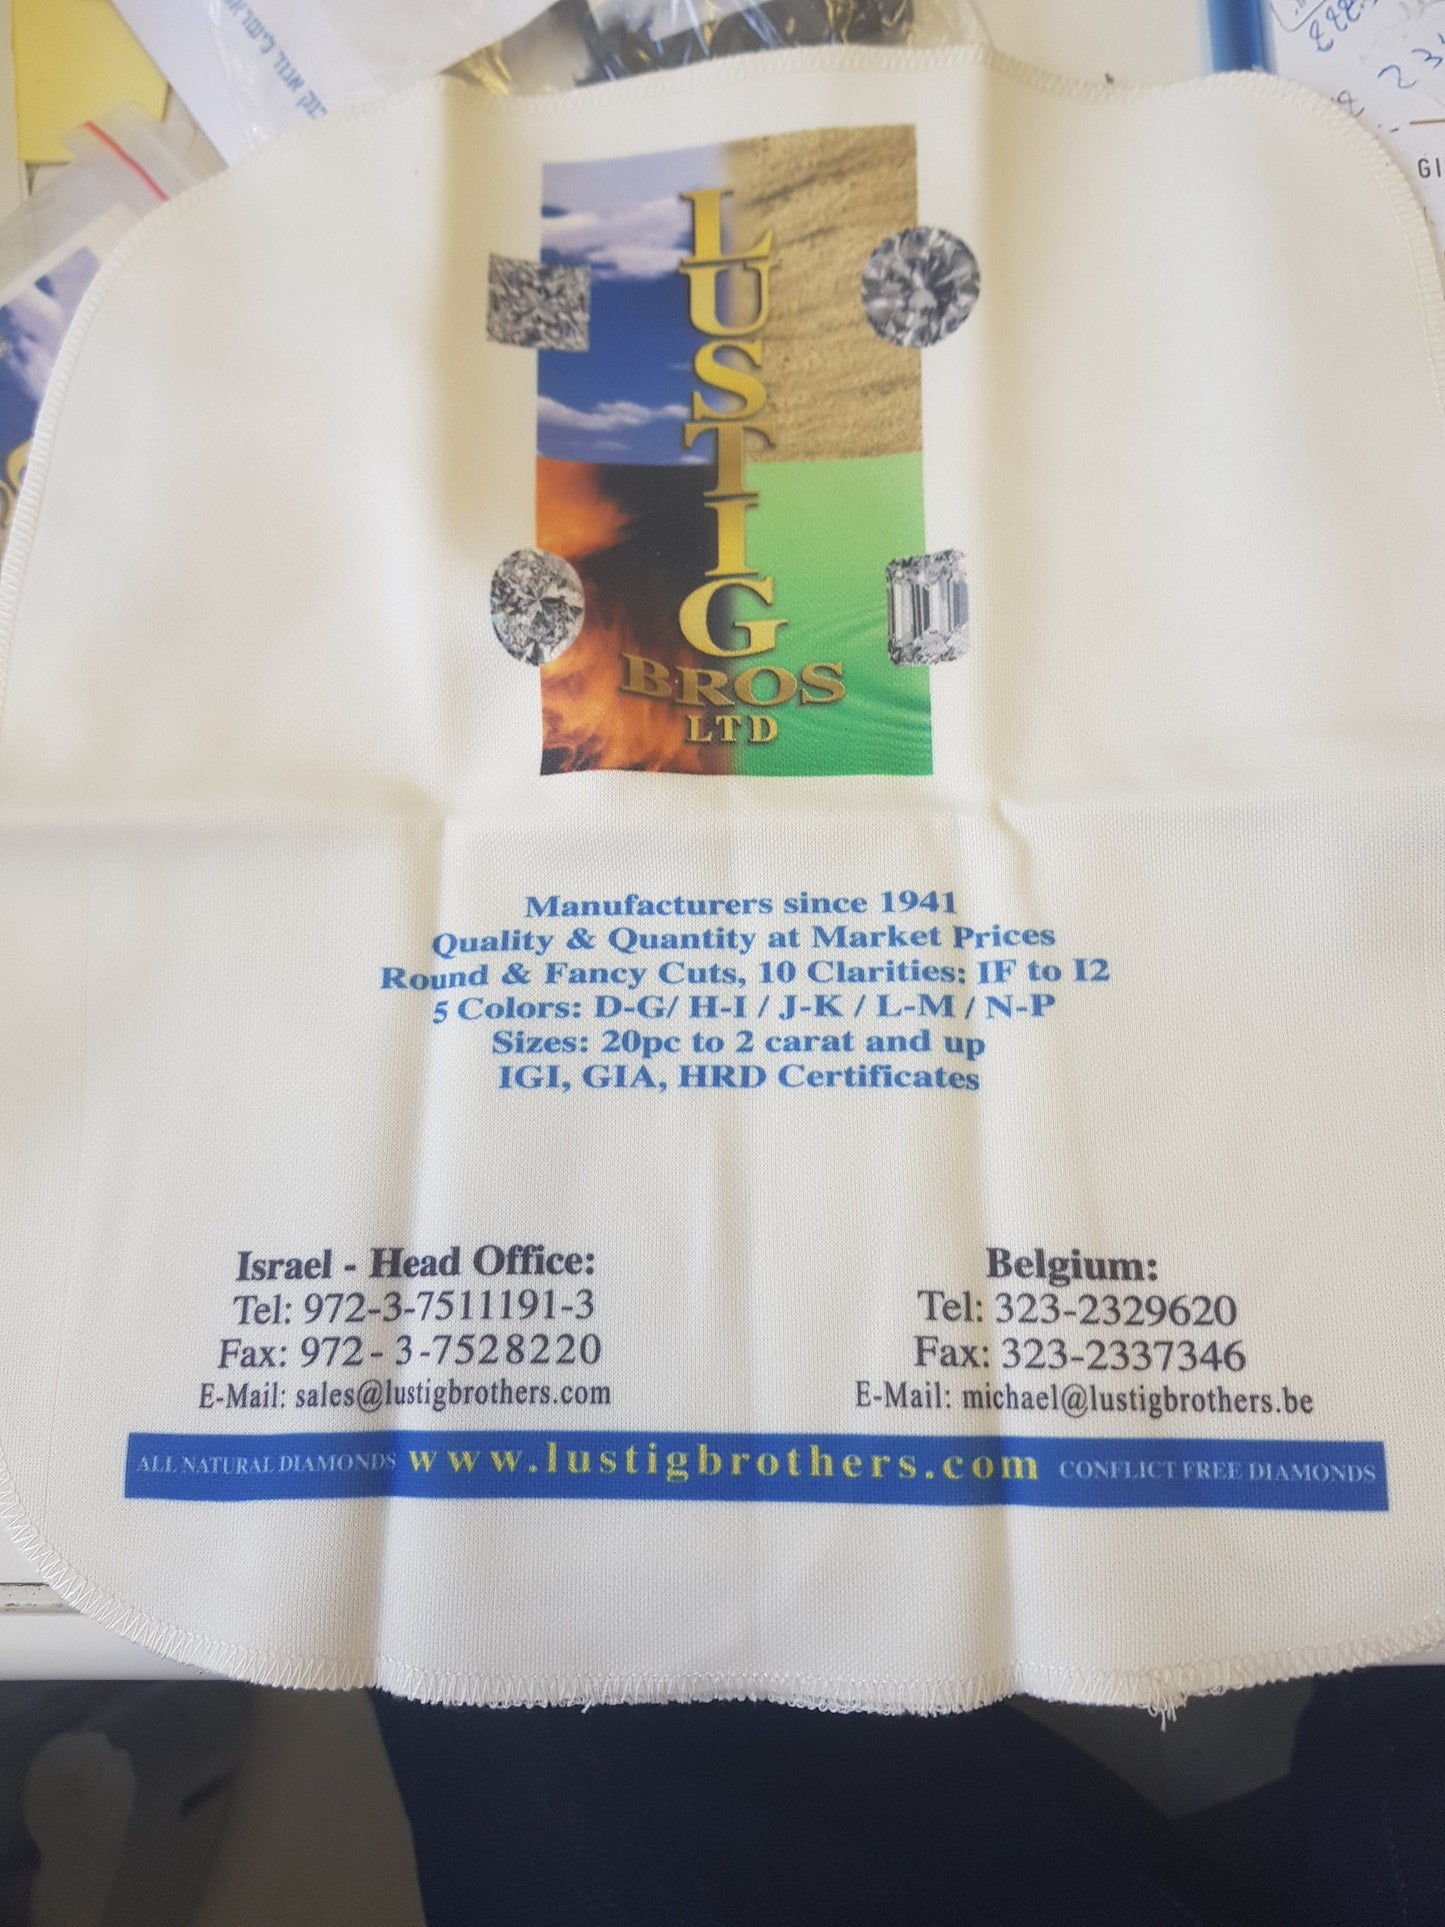 LUSTIG
BROS
LTD
Manufacturers since 1941
Quality & Quantity at Market Prices
Round & Fancy Cuts, 10 Clarities: IF to I2
5 Colors: D-G/ H-I / J-K / L-M / N-P
Sizes: 20pc to 2 carat and up
IGI, GIA, HRD Certificates
Israel - Head Office:
Tel: 972-3-7511191-3
Fax: 972-3-7528220
E-Mail: sales@lustigbrothers.com
Belgium:
Tel: 323-2329620
Fax: 323-2337346
E-Mail: michael@lustigbrothers.be
ALL NATURAL DIAMONDS www.lustigbrothers.com CONFLICT FREE DIAMONDS